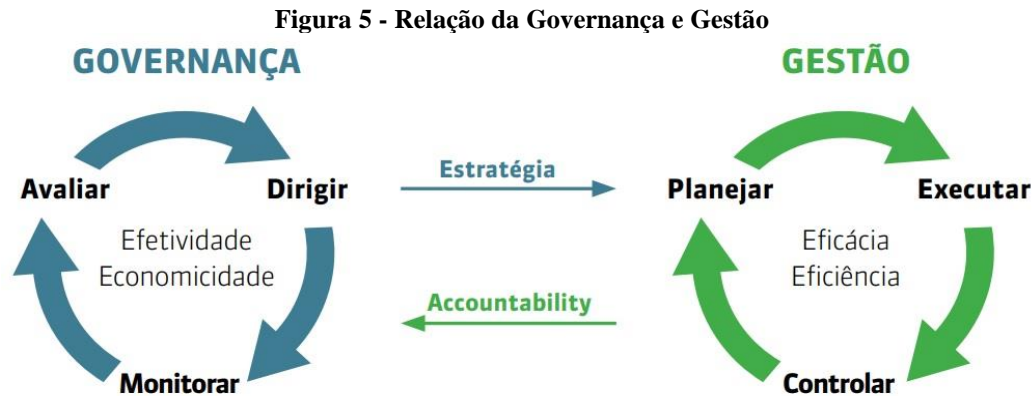 Figura 5 - Relação da Governança e Gestão
GOVERNANÇA
GESTÃO
Avaliar
Dirigir
Efetividade
Economicidade
Monitorar
Estratégia
Accountability
Planejar
Executar
Eficácia
Eficiência
Controlar